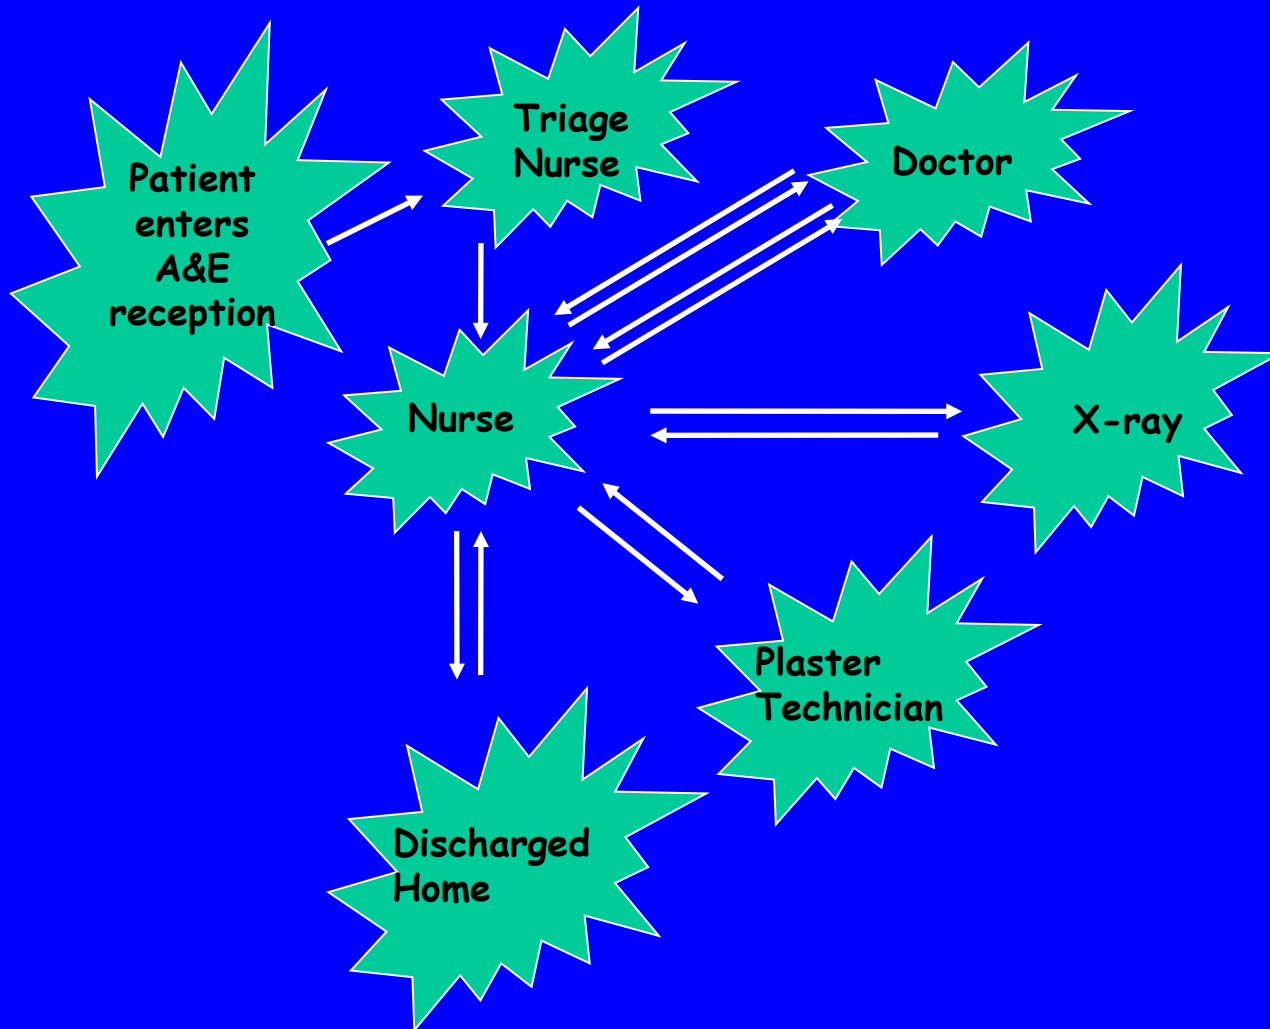 Patient
enters
A&E
reception
Triage
Nurse
Doctor
Nurse
X-ray
Plaster
Technician
Discharged
Home